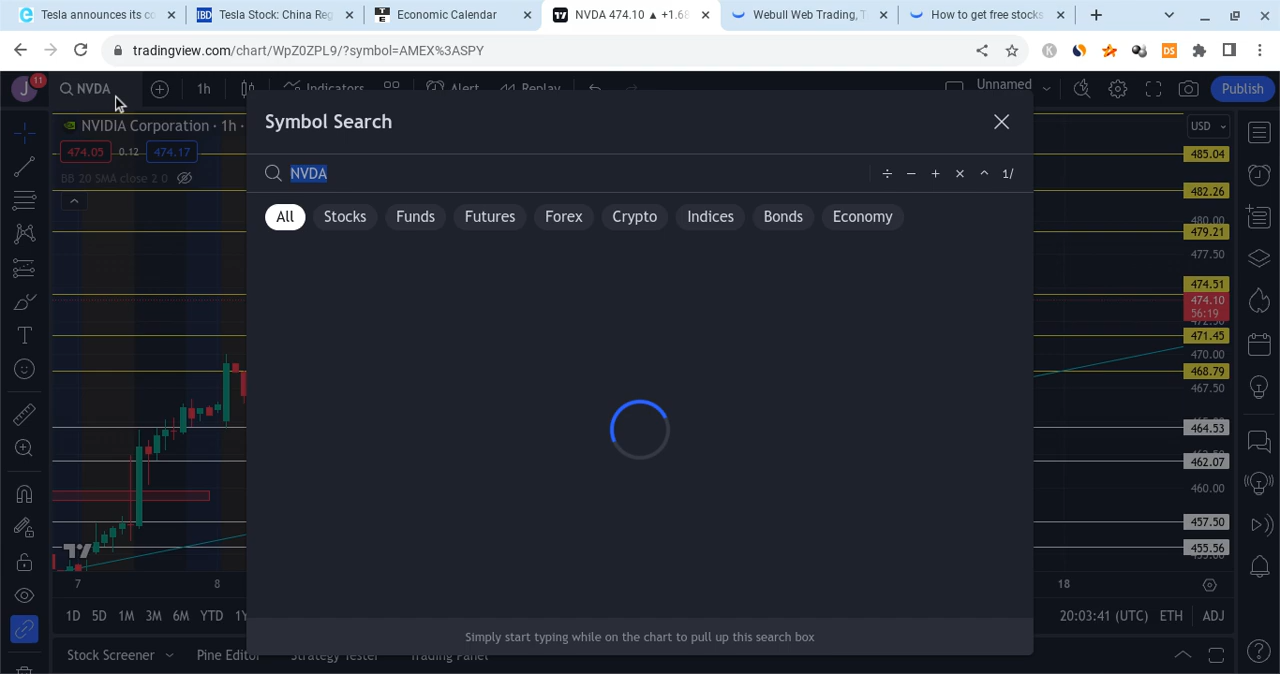 Tesla announces its co
Tesla Stock: China Reg
Economic Calendar
NVDA 474.10 ▲ +1.68
Webull Web Trading, T
How to get free stocks
tradingview.com/chart/WpZ0ZPL9/?symbol=AMEX%3ASPY
J 11
NVDA
1h
Indicators
Alert
Replay
Unnamed
Publish
NVIDIA Corporation · 1h ·
USD
474.05 0.12 474.17
BB 20 SMA close 2 0
Symbol Search
NVDA
÷ − + × ^ 1/
All Stocks Funds Futures Forex Crypto Indices Bonds Economy
485.04
482.26
480.00
479.21
477.50
474.51
474.10
56:19
472.50
471.45
470.00
468.79
467.50
464.53
462.07
460.00
457.50
455.56
7 8 18
1D 5D 1M 3M 6M YTD 1Y
20:03:41 (UTC) ETH ADJ
Simply start typing while on the chart to pull up this search box
Stock Screener Pine Editor Strategy Tester Trading Panel